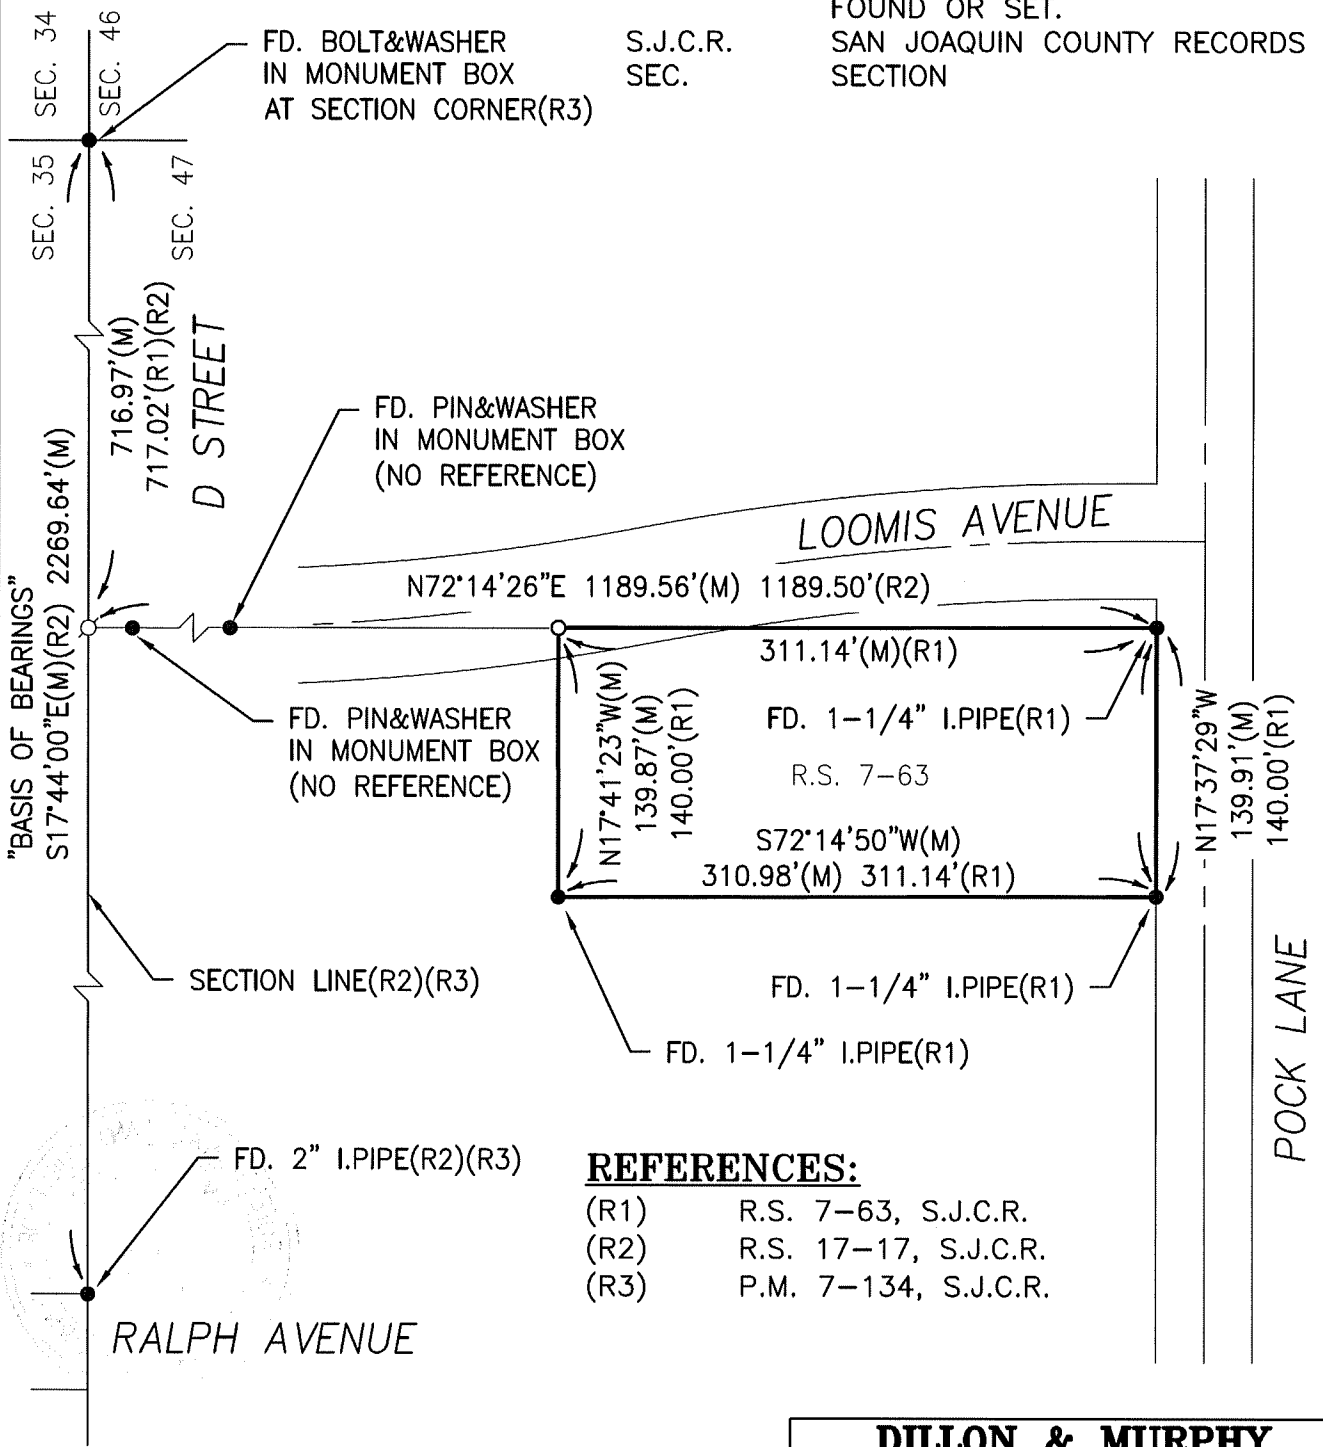 FOUND OR SET.
S.J.C.R. SAN JOAQUIN COUNTY RECORDS
SEC. SECTION
SEC. 34
SEC. 46
FD. BOLT&WASHER
IN MONUMENT BOX
AT SECTION CORNER(R3)
SEC. 35
SEC. 47
716.97'(M)
717.02'(R1)(R2)
D STREET
"BASIS OF BEARINGS"
S17°44'00"E(M)(R2) 2269.64'(M)
FD. PIN&WASHER
IN MONUMENT BOX
(NO REFERENCE)
LOOMIS AVENUE
N72°14'26"E 1189.56'(M) 1189.50'(R2)
311.14'(M)(R1)
FD. PIN&WASHER
IN MONUMENT BOX
(NO REFERENCE)
N17°41'23"W(M)
139.87'(M)
140.00'(R1)
FD. 1-1/4" I.PIPE(R1)
R.S. 7-63
S72°14'50"W(M)
310.98'(M) 311.14'(R1)
N17°37'29"W
139.91'(M)
140.00'(R1)
SECTION LINE(R2)(R3)
FD. 1-1/4" I.PIPE(R1)
FD. 1-1/4" I.PIPE(R1)
POCK LANE
FD. 2" I.PIPE(R2)(R3)
RALPH AVENUE
REFERENCES:
(R1) R.S. 7-63, S.J.C.R.
(R2) R.S. 17-17, S.J.C.R.
(R3) P.M. 7-134, S.J.C.R.
DILLON & MURPHY